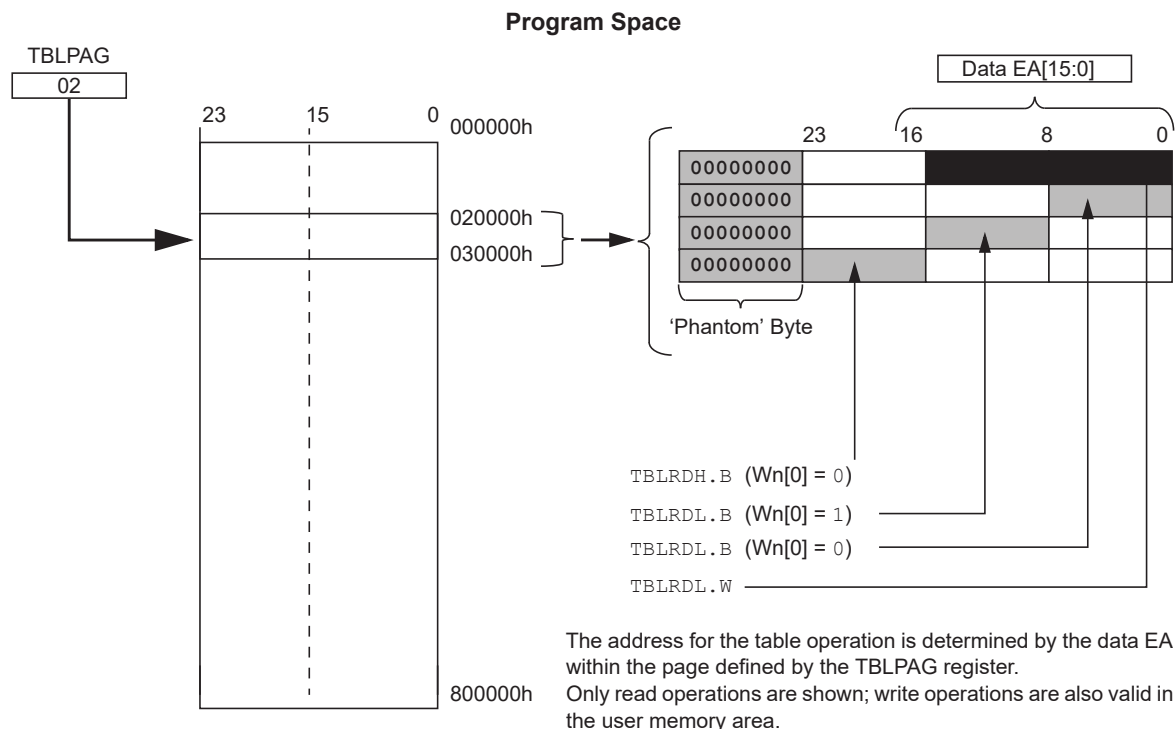 Program Space
TBLPAG
02
Data EA[15:0]
23 15 0
000000h
23 16 8 0
00000000
00000000
00000000
00000000
020000h
030000h
'Phantom' Byte
TBLRDH.B (Wn[0] = 0)
TBLRDL.B (Wn[0] = 1)
TBLRDL.B (Wn[0] = 0)
TBLRDL.W
800000h
The address for the table operation is determined by the data EA
within the page defined by the TBLPAG register.
Only read operations are shown; write operations are also valid in
the user memory area.